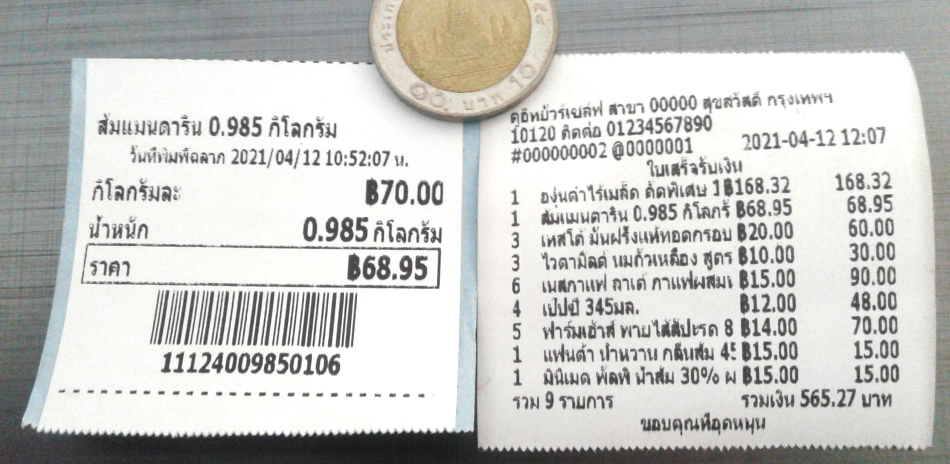 ๑๐ บาท 10
ส้มแมนดาริน 0.985 กิโลกรัม
วันที่พิมพ์ฉลาก 2021/04/12 10:52:07 น.
กิโลกรัมละ ฿70.00
น้ำหนัก 0.985 กิโลกรัม
ราคา ฿68.95
11124009850106
สาขา 00000 สุขสวัสดิ์ กรุงเทพฯ
10120 ติดต่อ 01234567890
#000000002 @0000001 2021-04-12 12:07
ใบเสร็จรับเงิน
1 องุ่นดำไร้เมล็ด คัดพิเศษ 1 ฿168.32 168.32
1 ส้มแมนดาริน 0.985 กิโลกรั ฿68.95 68.95
3 เทสโต้ มันฝรั่งแท้ทอดกรอบ ฿20.00 60.00
3 ไวตามิลค์ นมถั่วเหลือง สูตร ฿10.00 30.00
6 เนสกาแฟ ลาเต้ กาแฟผสมเ ฿15.00 90.00
4 เป๊ปซี่ 345มล. ฿12.00 48.00
5 ฟาร์มเฮ้าส์ พายไส้สัปะรด 8 ฿14.00 70.00
1 แฟนต้า น้ำหวาน กลิ่นส้ม 45 ฿15.00 15.00
1 มินิเมด พัลพิ น้ำส้ม 30% ผ ฿15.00 15.00
รวม 9 รายการ รวมเงิน 565.27 บาท
ขอบคุณที่อุดหนุน